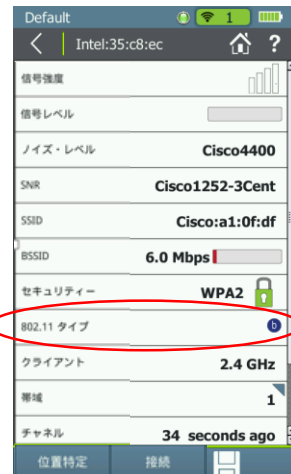 Default
1
Intel:35:c8:ec
?
信号強度
信号レベル
ノイズ・レベル
Cisco4400
SNR
Cisco1252-3Cent
SSID
Cisco:a1:0f:df
BSSID
6.0 Mbps
セキュリティー
WPA2
802.11 タイプ
b
クライアント
2.4 GHz
帯域
1
チャネル
34 seconds ago
位置特定
接続